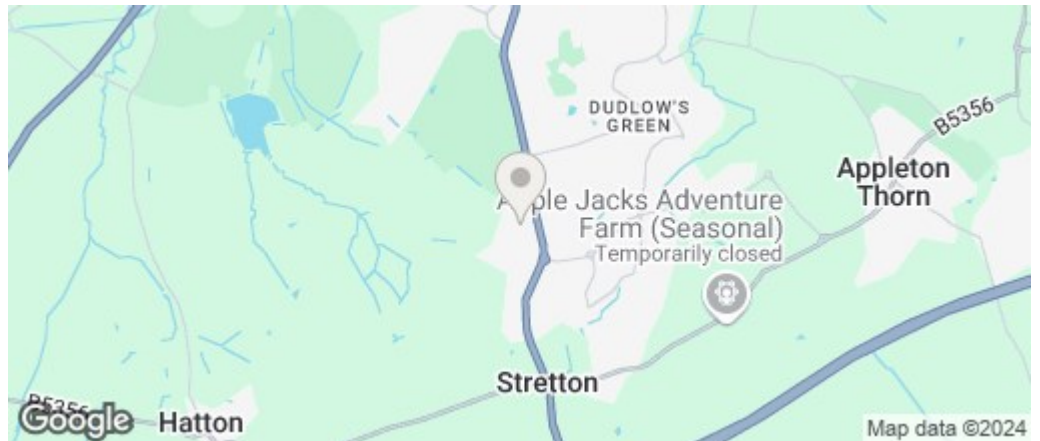 DUDLOW'S
GREEN
B5356
Appleton
Thorn
Apple Jacks Adventure
Farm (Seasonal)
Temporarily closed
Stretton
B5356
Hatton
Google
Map data ©2024